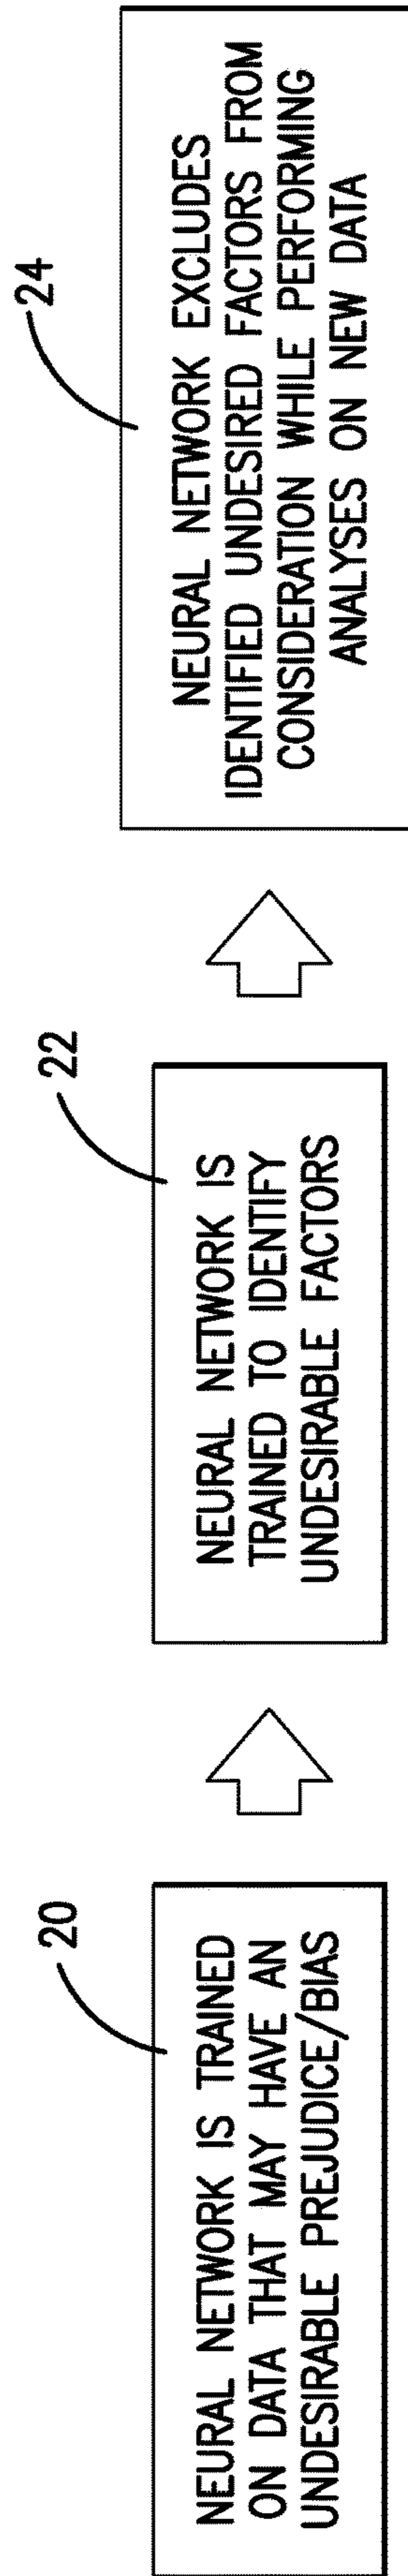 20
NEURAL NETWORK IS TRAINED
ON DATA THAT MAY HAVE AN
UNDESIRABLE PREJUDICE/BIAS
22
NEURAL NETWORK IS
TRAINED TO IDENTIFY
UNDESIRABLE FACTORS
24
NEURAL NETWORK EXCLUDES
IDENTIFIED UNDESIRED FACTORS FROM
CONSIDERATION WHILE PERFORMING
ANALYSES ON NEW DATA